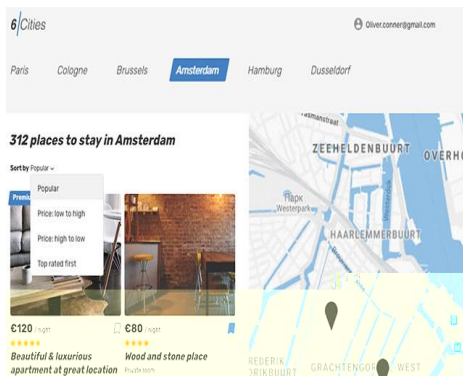 6/Cities
Oliver.conner@gmail.com
Paris
Cologne
Brussels
Amsterdam
Hamburg
Dusseldorf
312 places to stay in Amsterdam
Sort by Popular
Popular
Price: low to high
Price: high to low
Top rated first
Premi
€120 / night
Beautiful & luxurious
apartment at great location
€80 / night
Wood and stone place
Private room
ZEEHELDENBUURT
OVERHO
Парк
Westerpark
HAARLEMMERBUURT
GRACHTENGOR
WEST